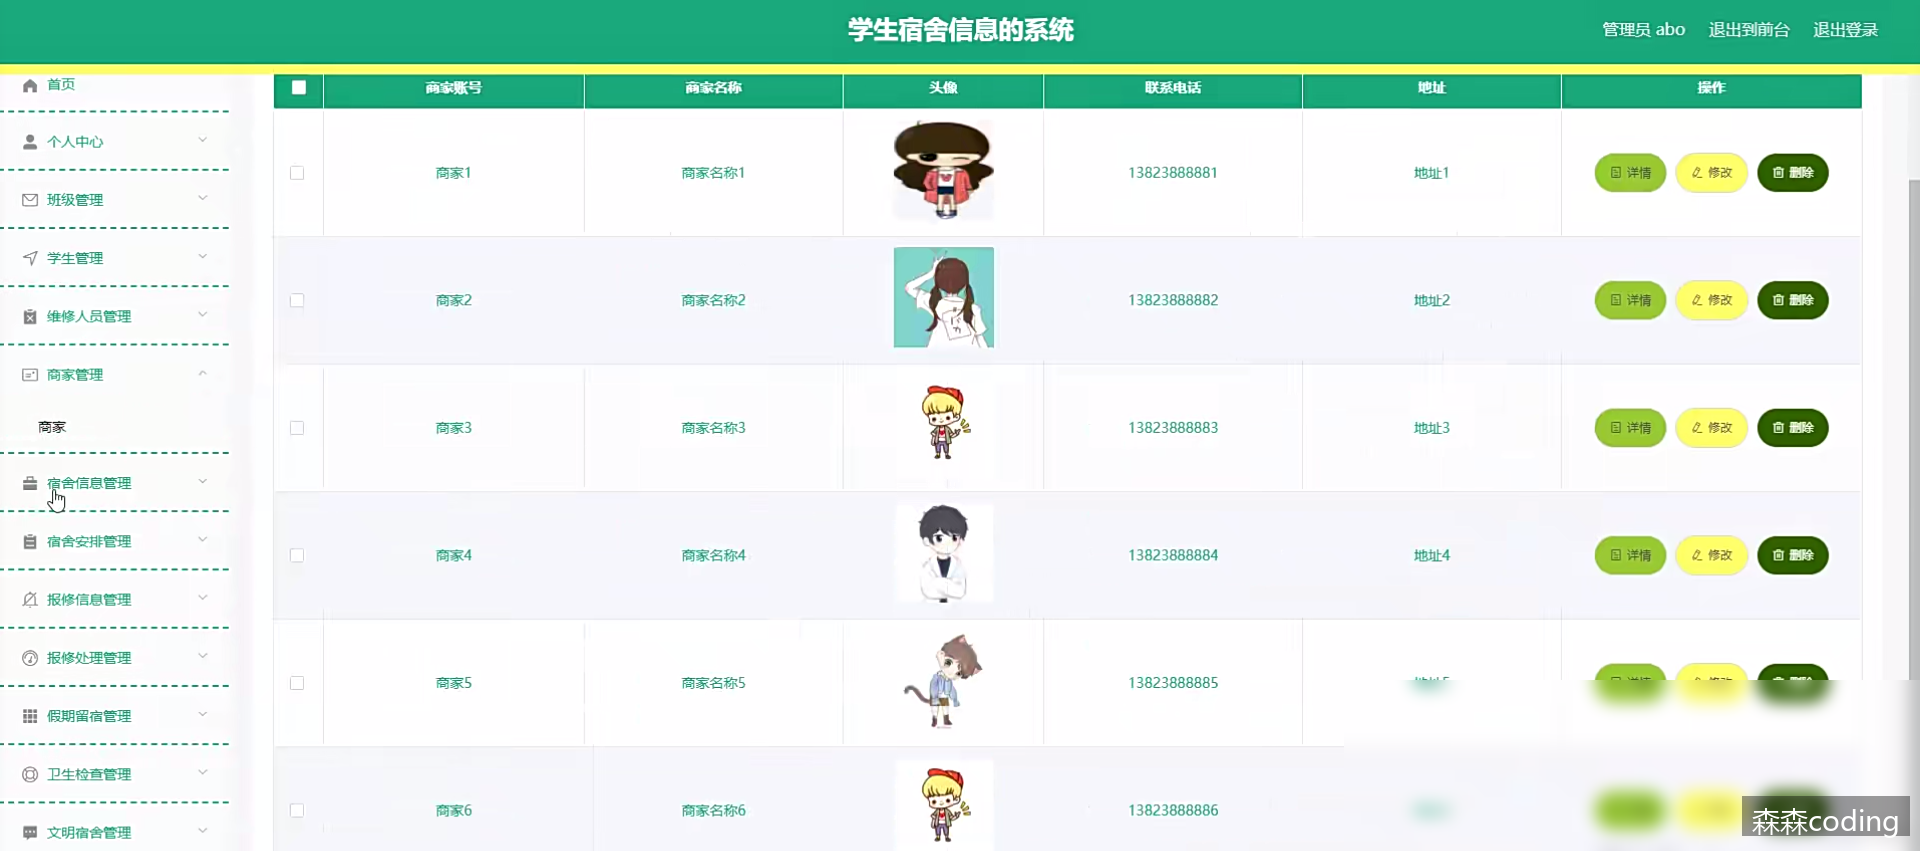 学生宿舍信息的系统
管理员 abo 退出到前台 退出登录
首页
个人中心
班级管理
学生管理
维修人员管理
商家管理
商家
宿舍信息管理
宿舍安排管理
报修信息管理
报修处理管理
假期留宿管理
卫生检查管理
文明宿舍管理
商家账号 商家名称 头像 联系电话 地址 操作
商家1 商家名称1 13823888881 地址1 详情 修改 删除
商家2 商家名称2 13823888882 地址2 详情 修改 删除
商家3 商家名称3 13823888883 地址3 详情 修改 删除
商家4 商家名称4 13823888884 地址4 详情 修改 删除
商家5 商家名称5 13823888885
商家6 商家名称6 13823888886
森森coding